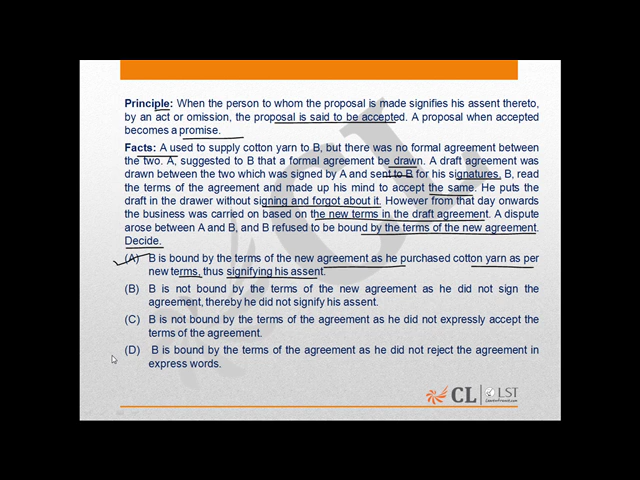 Principle: When the person to whom the proposal is made signifies his assent thereto,
by an act or omission, the proposal is said to be accepted. A proposal when accepted
becomes a promise.
Facts: A used to supply cotton yarn to B, but there was no formal agreement between
the two. A, suggested to B that a formal agreement be drawn. A draft agreement was
drawn between the two which was signed by A and sent to B for his signatures. B, read
the terms of the agreement and made up his mind to accept the same. He puts the
draft in the drawer without signing and forgot about it. However from that day onwards
the business was carried on based on the new terms in the draft agreement. A dispute
arose between A and B, and B refused to be bound by the terms of the new agreement.
Decide.
(A) B is bound by the terms of the new agreement as he purchased cotton yarn as per
new terms, thus signifying his assent.
(B) B is not bound by the terms of the new agreement as he did not sign the
agreement, thereby he did not signify his assent.
(C) B is not bound by the terms of the agreement as he did not expressly accept the
terms of the agreement.
(D) B is bound by the terms of the agreement as he did not reject the agreement in
express words.
CL LST